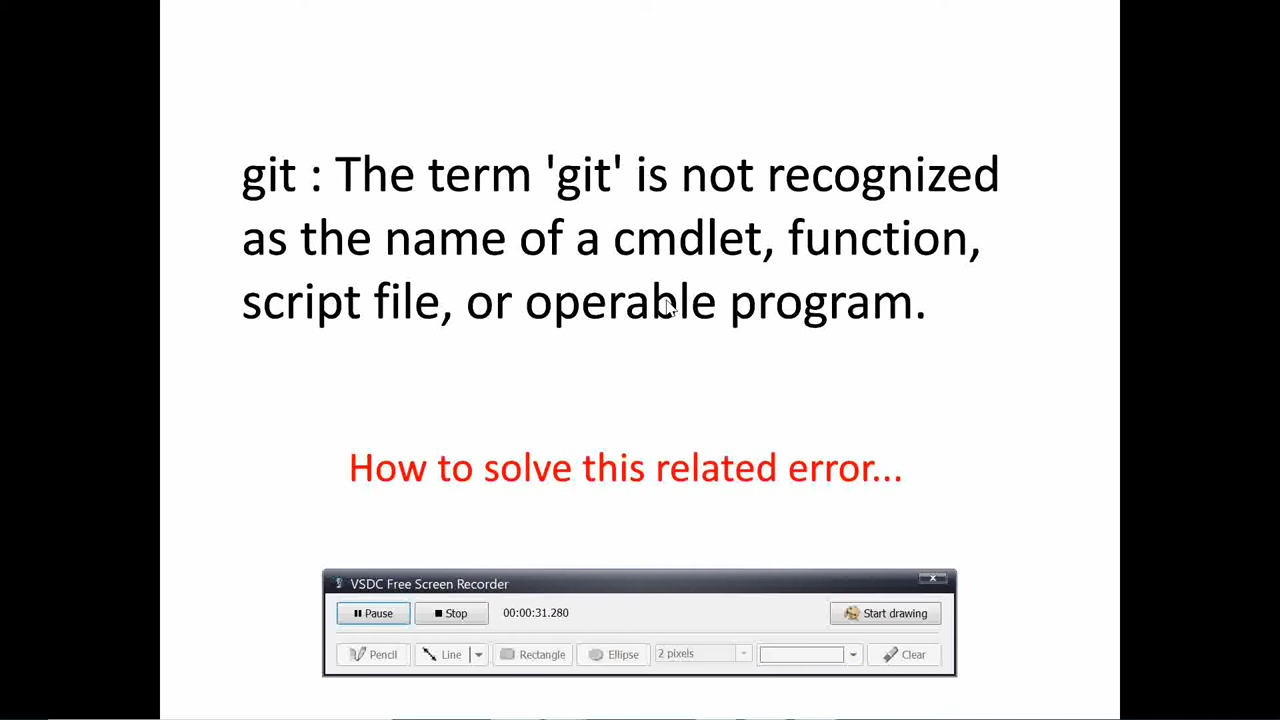 git : The term 'git' is not recognized
as the name of a cmdlet, function,
script file, or operable program.
How to solve this related error...
VSDC Free Screen Recorder
Pause Stop 00:00:31.280 Start drawing
Pencil Line Rectangle Ellipse 2 pixels Clear